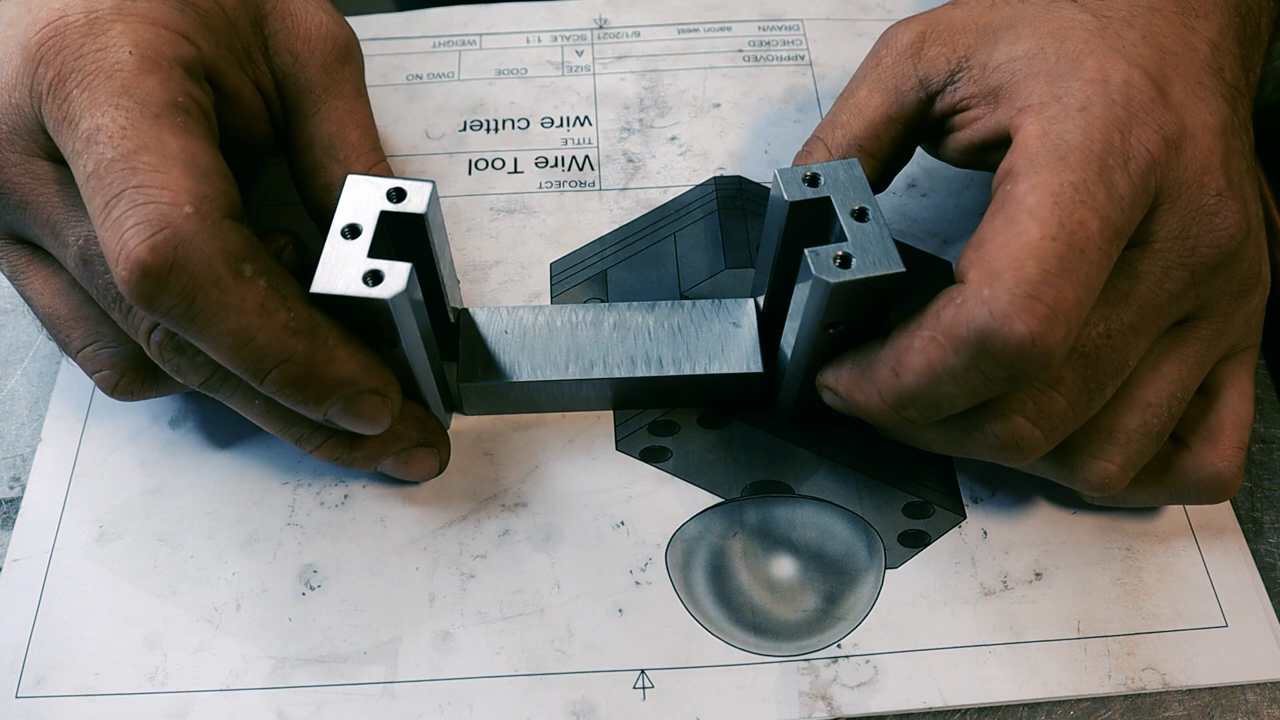 PROJECT
Wire Tool
TITLE
wire cutter
SIZE
A
CODE
DWG NO
SCALE 1:1
WEIGHT
APPROVED
CHECKED
DRAWN aaron west 6/1/2021